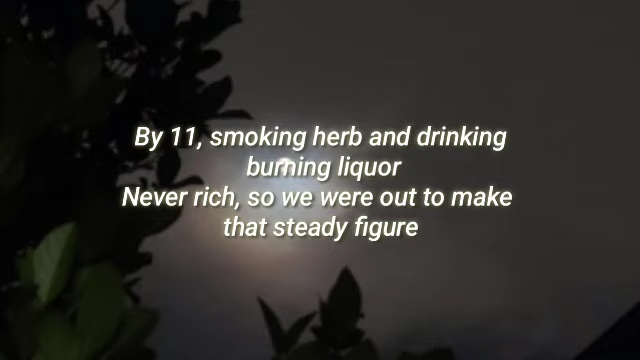 By 11, smoking herb and drinking
burning liquor
Never rich, so we were out to make
that steady figure